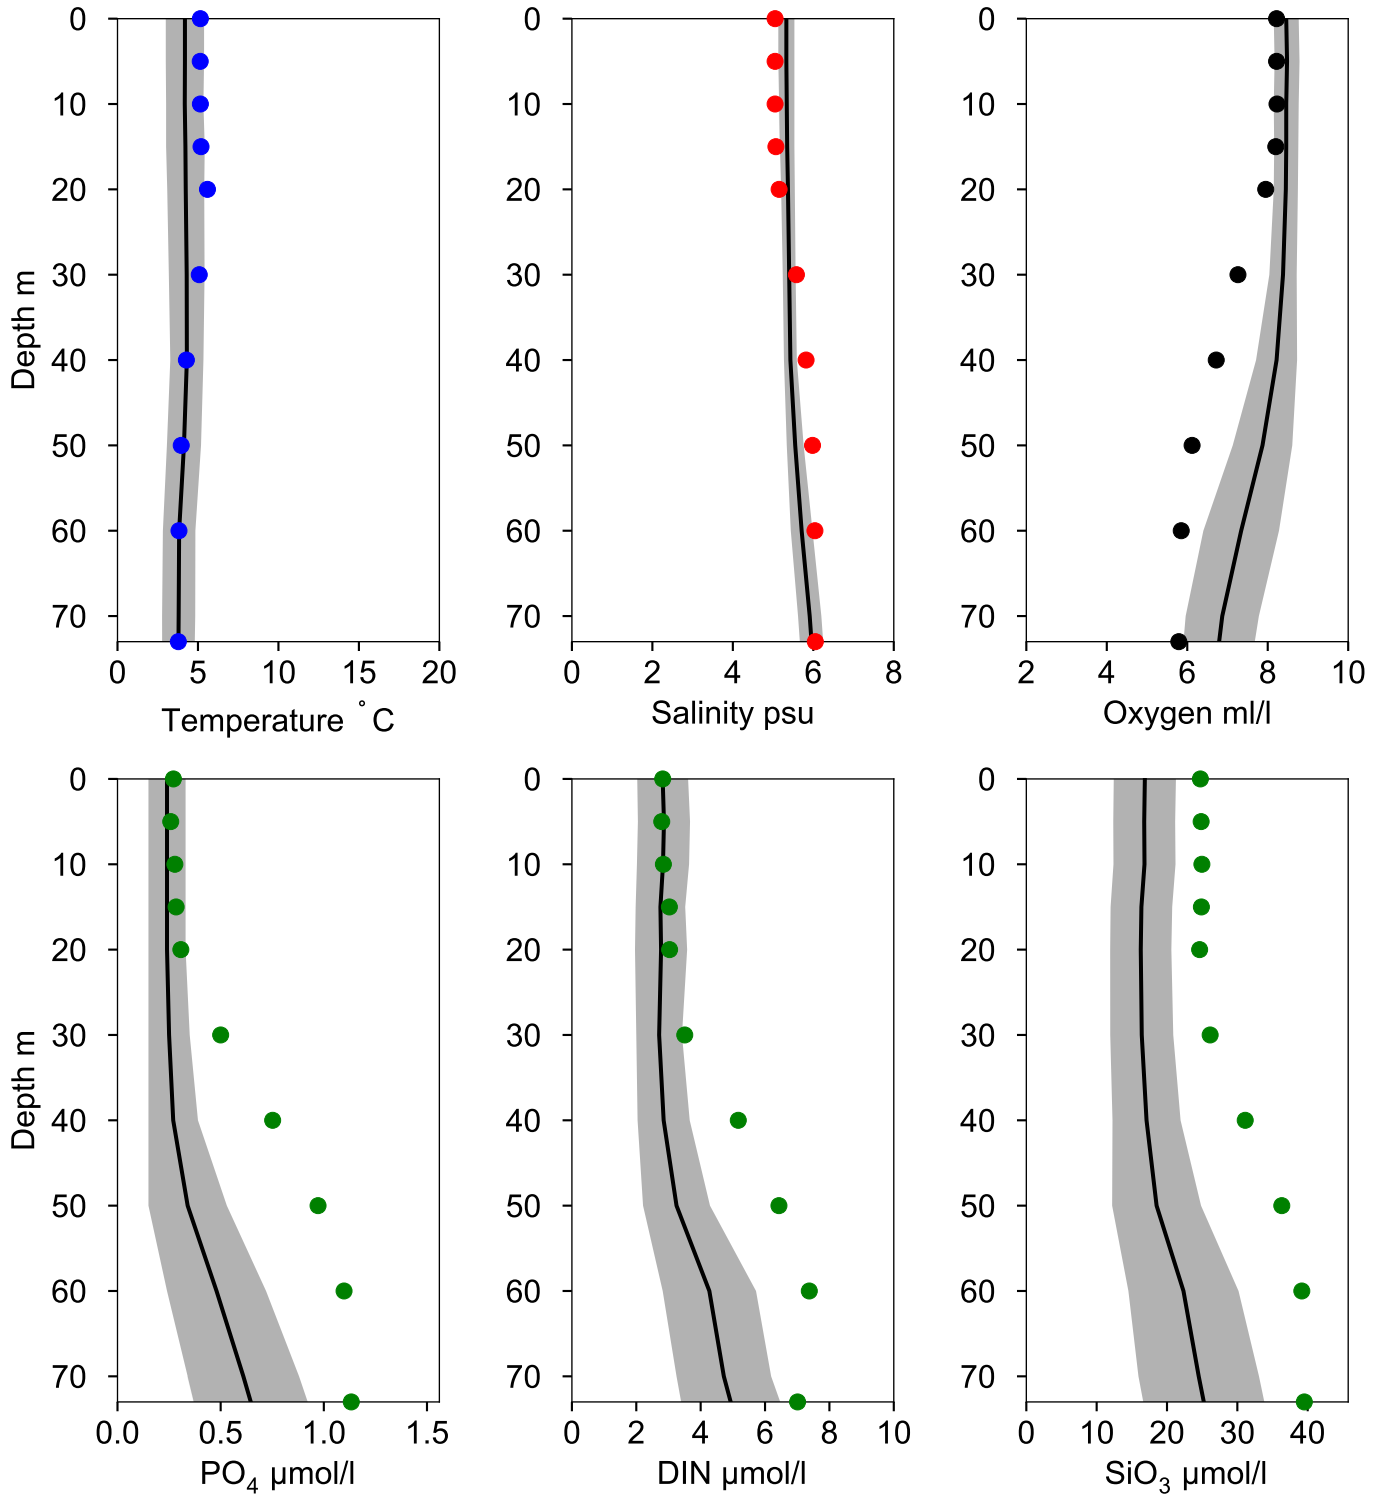 0 0 0
10 10 10
20 20 20
30 30 30
40 40 40
50 50 50
60 60 60
70 70 70
Depth m
0 5 10 15 20 0 2 4 6 8 2 4 6 8 10
Temperature ° C Salinity psu Oxygen ml/l
0 0 0
10 10 10
20 20 20
30 30 30
40 40 40
50 50 50
60 60 60
70 70 70
Depth m
0.0 0.5 1.0 1.5 0 2 4 6 8 10 0 10 20 30 40
PO₄ µmol/l DIN µmol/l SiO₃ µmol/l